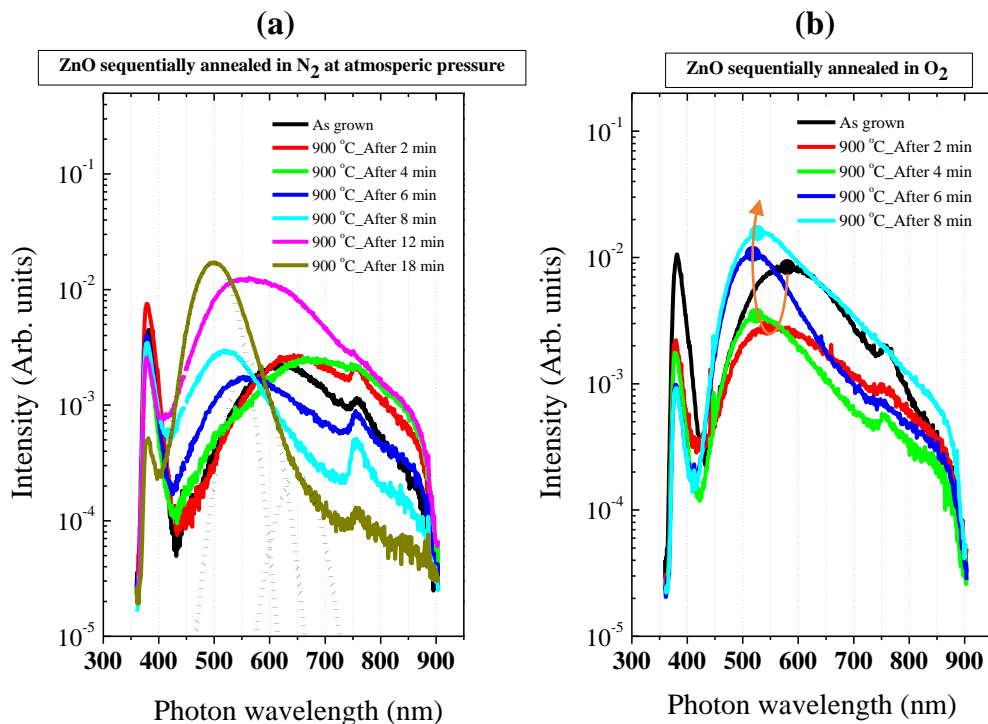 (a)
ZnO sequentially annealed in N2 at atmosperic pressure
10^-1
10^-2
10^-3
10^-4
10^-5
Intensity (Arb. units)
As grown
900 °C_After 2 min
900 °C_After 4 min
900 °C_After 6 min
900 °C_After 8 min
900 °C_After 12 min
900 °C_After 18 min
300 400 500 600 700 800 900
Photon wavelength (nm)
(b)
ZnO sequentially annealed in O2
10^-1
10^-2
10^-3
10^-4
10^-5
Intensity (Arb. units)
As grown
900 °C_After 2 min
900 °C_After 4 min
900 °C_After 6 min
900 °C_After 8 min
300 400 500 600 700 800 900
Photon wavelength (nm)